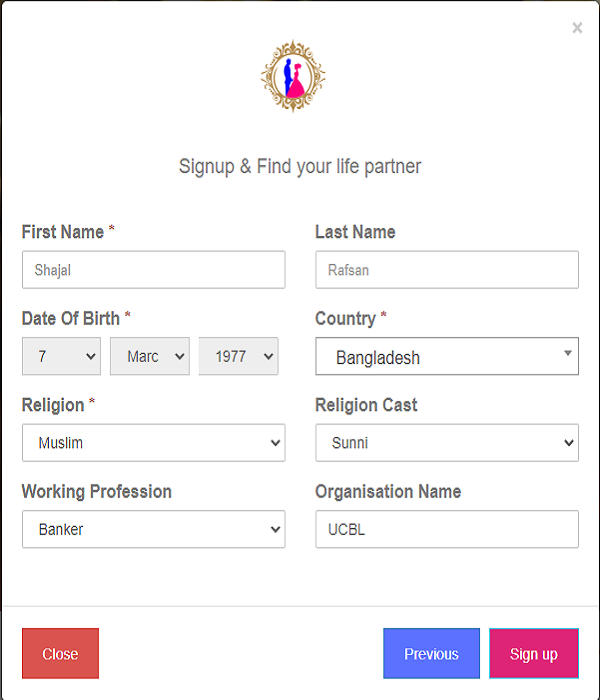 ×
Signup & Find your life partner
First Name * Last Name
Shajal Rafsan
Date Of Birth * Country *
7 Marc 1977 Bangladesh
Religion * Religion Cast
Muslim Sunni
Working Profession Organisation Name
Banker UCBL
Close Previous Sign up